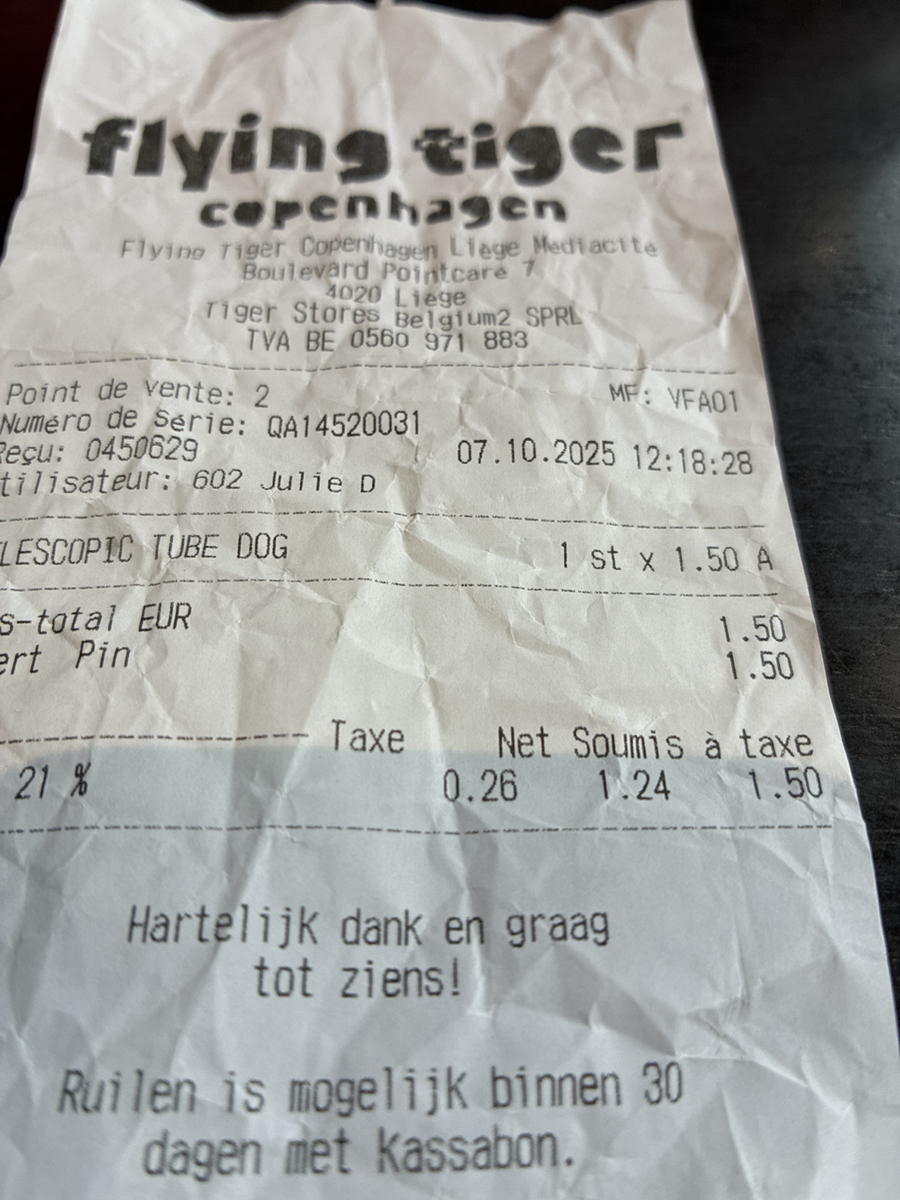 flying tiger
copenhagen
Flying Tiger Copenhagen Liege Mediacite
Boulevard Pointcare 7
4020 Liege
Tiger Stores Belgium2 SPRL
TVA BE 0560 971 883
Point de vente: 2 MF: VFA01
Numéro de série: QA14520031
Reçu: 0450629 07.10.2025 12:18:28
tilisateur: 602 Julie D
LESCOPIC TUBE DOG 1 st x 1.50 A
s-total EUR 1.50
ert Pin 1.50
Taxe Net Soumis à taxe
21 % 0.26 1.24 1.50
Hartelijk dank en graag
tot ziens!
Ruilen is mogelijk binnen 30
dagen met kassabon.